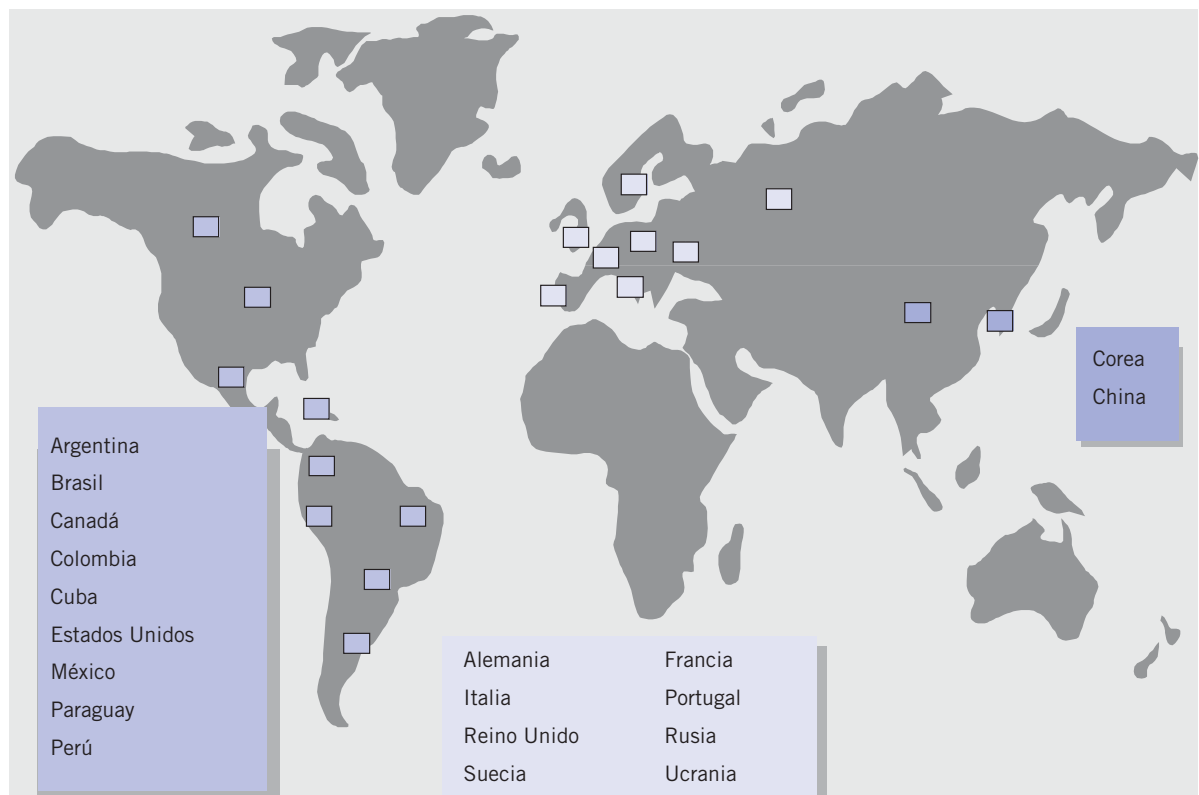 Corea
China
Argentina
Brasil
Canadá
Colombia
Cuba
Estados Unidos
México
Paraguay
Perú
Alemania
Italia
Reino Unido
Suecia
Francia
Portugal
Rusia
Ucrania